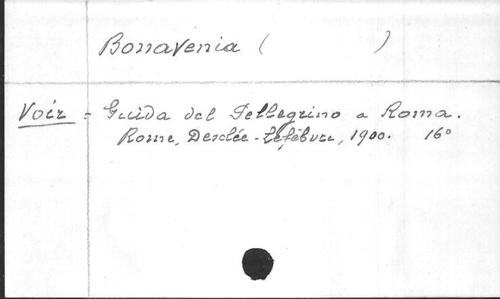 Bonavenia ( )
Voir = Guida del Pellegrino a Roma.
Rome, Desclée-Lefébvre, 1900. 16°